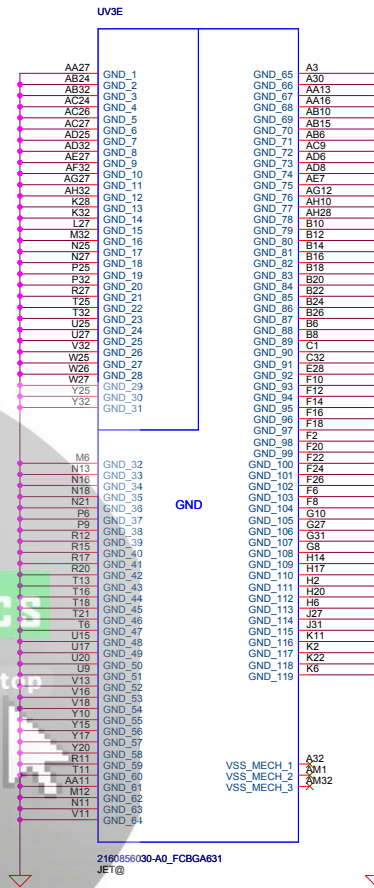 UV3E
AA27 GND_1 GND_65 A3
AB24 GND_2 GND_66 A30
AB32 GND_3 GND_67 AA13
AC24 GND_4 GND_68 AA16
AC26 GND_5 GND_69 AB10
AC27 GND_6 GND_70 AB15
AD25 GND_7 GND_71 AB6
AD32 GND_8 GND_72 AC9
AE27 GND_9 GND_73 AD6
AF32 GND_10 GND_74 AD8
AG27 GND_11 GND_75 AE7
AH32 GND_12 GND_76 AG12
K28 GND_13 GND_77 AH10
K32 GND_14 GND_78 AH28
L27 GND_15 GND_79 B10
M32 GND_16 GND_80 B12
N25 GND_17 GND_81 B14
N27 GND_18 GND_82 B16
P25 GND_19 GND_83 B18
P32 GND_20 GND_84 B20
R27 GND_21 GND_85 B22
T25 GND_22 GND_86 B24
T32 GND_23 GND_87 B26
U25 GND_24 GND_88 B6
U27 GND_25 GND_89 B8
V32 GND_26 GND_90 C1
W25 GND_27 GND_91 C32
W26 GND_28 GND_92 E28
W27 GND_29 GND_93 F10
Y25 GND_30 GND_94 F12
Y32 GND_31 GND_95 F14
GND_96 F16
GND_97 F18
GND_98 F2
GND_99 F20
M6 GND_32 GND_100 F22
N13 GND_33 GND_101 F24
N16 GND_34 GND_102 F26
N18 GND_35 GND_103 F6
N21 GND_36 GND GND_104 F8
P6 GND_37 GND_105 G10
P9 GND_38 GND_106 G27
R12 GND_39 GND_107 G31
R15 GND_40 GND_108 G8
R17 GND_41 GND_109 H14
R20 GND_42 GND_110 H17
T13 GND_43 GND_111 H2
T16 GND_44 GND_112 H20
T18 GND_45 GND_113 H6
T21 GND_46 GND_114 J27
T6 GND_47 GND_115 J31
U15 GND_48 GND_116 K11
U17 GND_49 GND_117 K2
U20 GND_50 GND_118 K22
U9 GND_51 GND_119 K6
V13 GND_52
V16 GND_53
V18 GND_54
Y10 GND_55
Y15 GND_56
Y17 GND_57
Y20 GND_58
R11 GND_59 VSS_MECH_1 A32
T11 GND_60 VSS_MECH_2 AM1
AA11 GND_61 VSS_MECH_3 AM32
M12 GND_62
N11 GND_63
V11 GND_64
CS
top
2160856030-A0_FCBGA631
JET@